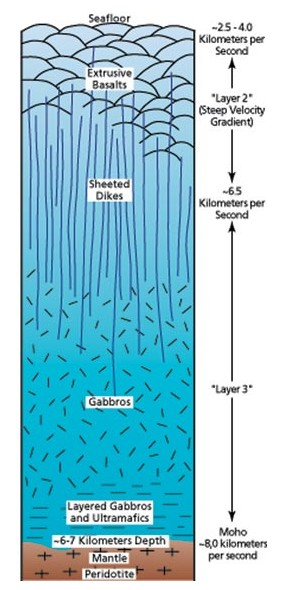 Seafloor
Extrusive
Basalts
Sheeted
Dikes
Gabbros
Layered Gabbros
and Ultramafics
~6-7 Kilometers Depth
Mantle
Peridotite
~2.5 - 4.0
Kilometers per
Second
"Layer 2"
(Steep Velocity
Gradient)
~6.5
Kilometers per
Second
"Layer 3"
Moho
~8,0 kilometers
per second